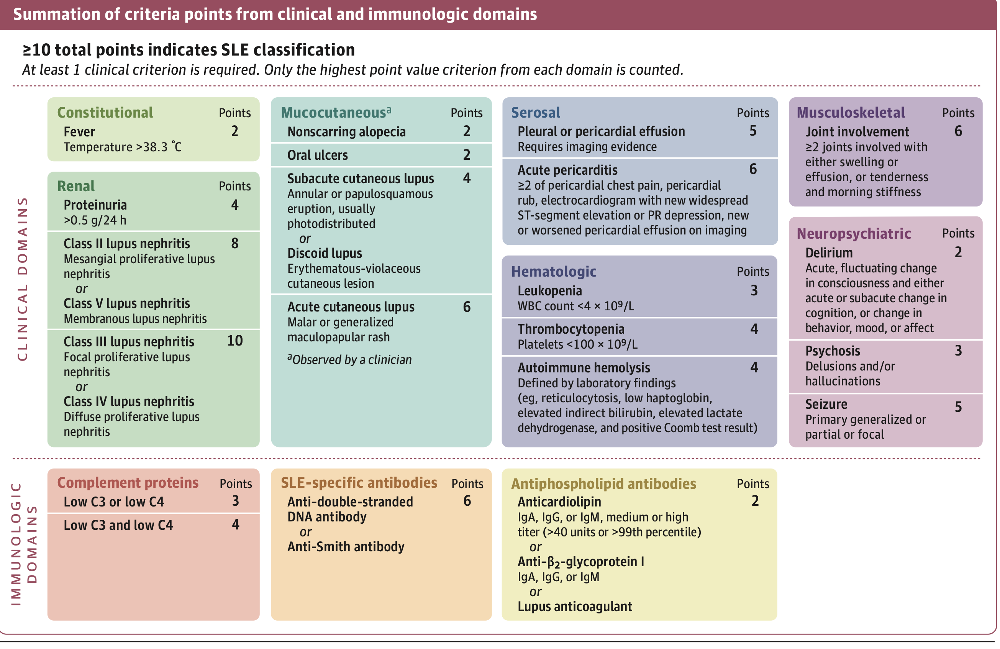 Summation of criteria points from clinical and immunologic domains
≥10 total points indicates SLE classification
At least 1 clinical criterion is required. Only the highest point value criterion from each domain is counted.
CLINICAL DOMAINS
Constitutional Points
Fever 2
Temperature >38.3 ˚C
Renal Points
Proteinuria 4
>0.5 g/24 h
Class II lupus nephritis 8
Mesangial proliferative lupus
nephritis
or
Class V lupus nephritis
Membranous lupus nephritis
Class III lupus nephritis 10
Focal proliferative lupus
nephritis
or
Class IV lupus nephritis
Diffuse proliferative lupus
nephritis
Mucocutaneousᵃ Points
Nonscarring alopecia 2
Oral ulcers 2
Subacute cutaneous lupus 4
Annular or papulosquamous
eruption, usually
photodistributed
or
Discoid lupus
Erythematous-violaceous
cutaneous lesion
Acute cutaneous lupus 6
Malar or generalized
maculopapular rash
ᵃObserved by a clinician
Serosal Points
Pleural or pericardial effusion 5
Requires imaging evidence
Acute pericarditis 6
≥2 of pericardial chest pain, pericardial
rub, electrocardiogram with new widespread
ST-segment elevation or PR depression, new
or worsened pericardial effusion on imaging
Hematologic Points
Leukopenia 3
WBC count <4 × 10⁹/L
Thrombocytopenia 4
Platelets <100 × 10⁹/L
Autoimmune hemolysis 4
Defined by laboratory findings
(eg, reticulocytosis, low haptoglobin,
elevated indirect bilirubin, elevated lactate
dehydrogenase, and positive Coomb test result)
Musculoskeletal Points
Joint involvement 6
≥2 joints involved with
either swelling or
effusion, or tenderness
and morning stiffness
Neuropsychiatric Points
Delirium 2
Acute, fluctuating change
in consciousness and either
acute or subacute change in
cognition, or change in
behavior, mood, or affect
Psychosis 3
Delusions and/or
hallucinations
Seizure 5
Primary generalized or
partial or focal
IMMUNOLOGIC
DOMAINS
Complement proteins Points
Low C3 or low C4 3
Low C3 and low C4 4
SLE-specific antibodies Points
Anti–double-stranded 6
DNA antibody
or
Anti-Smith antibody
Antiphospholipid antibodies Points
Anticardiolipin 2
IgA, IgG, or IgM, medium or high
titer (>40 units or >99th percentile)
or
Anti–β₂-glycoprotein I
IgA, IgG, or IgM
or
Lupus anticoagulant